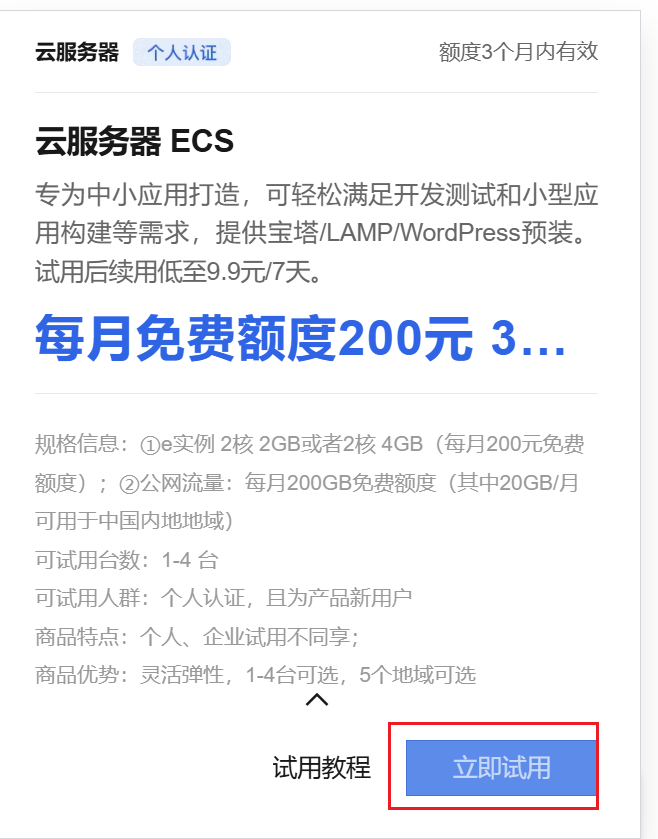 云服务器 个人认证 额度3个月内有效
云服务器 ECS
专为中小应用打造，可轻松满足开发测试和小型应
用构建等需求，提供宝塔/LAMP/WordPress预装。
试用后续用低至9.9元/7天。
每月免费额度200元 3...
规格信息：①e实例 2核 2GB或者2核 4GB（每月200元免费
额度）；②公网流量：每月200GB免费额度（其中20GB/月
可用于中国内地地域）
可试用台数：1-4 台
可试用人群：个人认证，且为产品新用户
商品特点：个人、企业试用不同享；
商品优势：灵活弹性，1-4台可选，5个地域可选
试用教程 立即试用